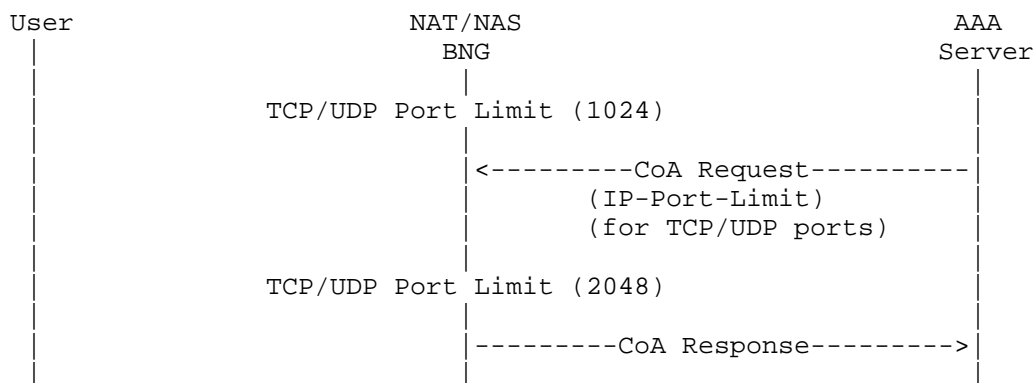 User NAT/NAS AAA
BNG Server
TCP/UDP Port Limit (1024)
<---------CoA Request----------
(IP-Port-Limit)
(for TCP/UDP ports)
TCP/UDP Port Limit (2048)
---------CoA Response--------->